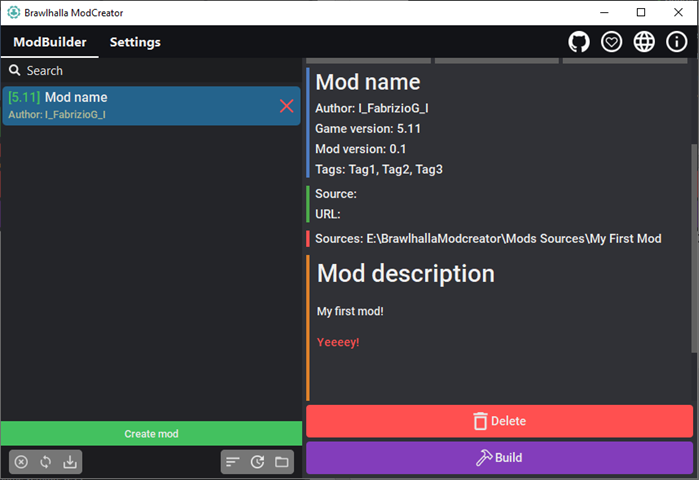 Brawlhalla ModCreator
ModBuilder Settings
Search
[5.11] Mod name
Author: I_FabrizioG_I
Create mod
Mod name
Author: I_FabrizioG_I
Game version: 5.11
Mod version: 0.1
Tags: Tag1, Tag2, Tag3
Source:
URL:
Sources: E:\BrawlhallaModcreator\Mods Sources\My First Mod
Mod description
My first mod!
Yeeeey!
Delete
Build